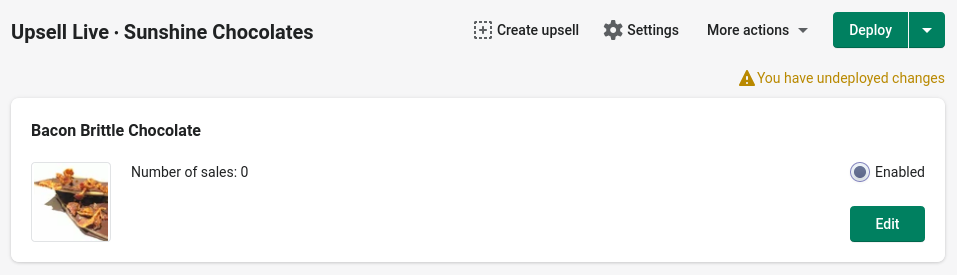 Upsell Live · Sunshine Chocolates
Create upsell
Settings
More actions
Deploy
You have undeployed changes
Bacon Brittle Chocolate
Number of sales: 0
Enabled
Edit